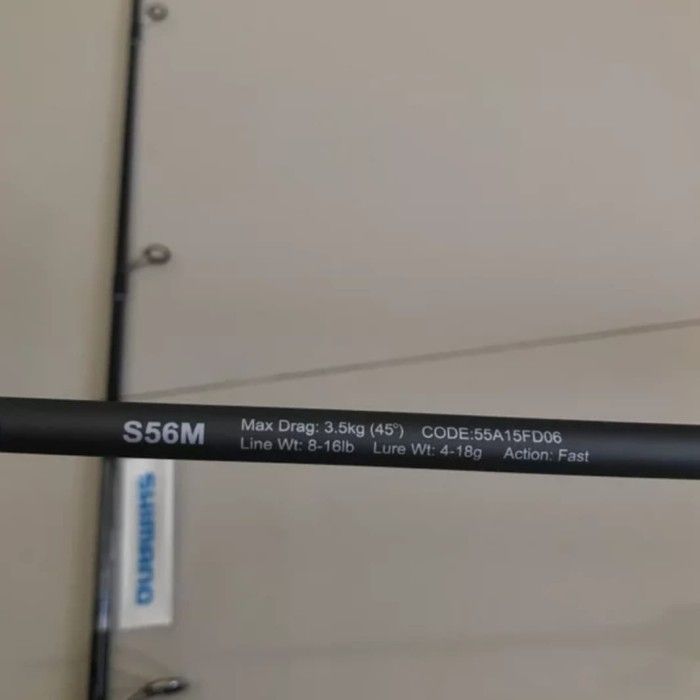 S56M
Max Drag: 3.5kg (45°) CODE:55A15FD06
Line Wt: 8-16lb Lure Wt: 4-18g Action: Fast
SHIMANO